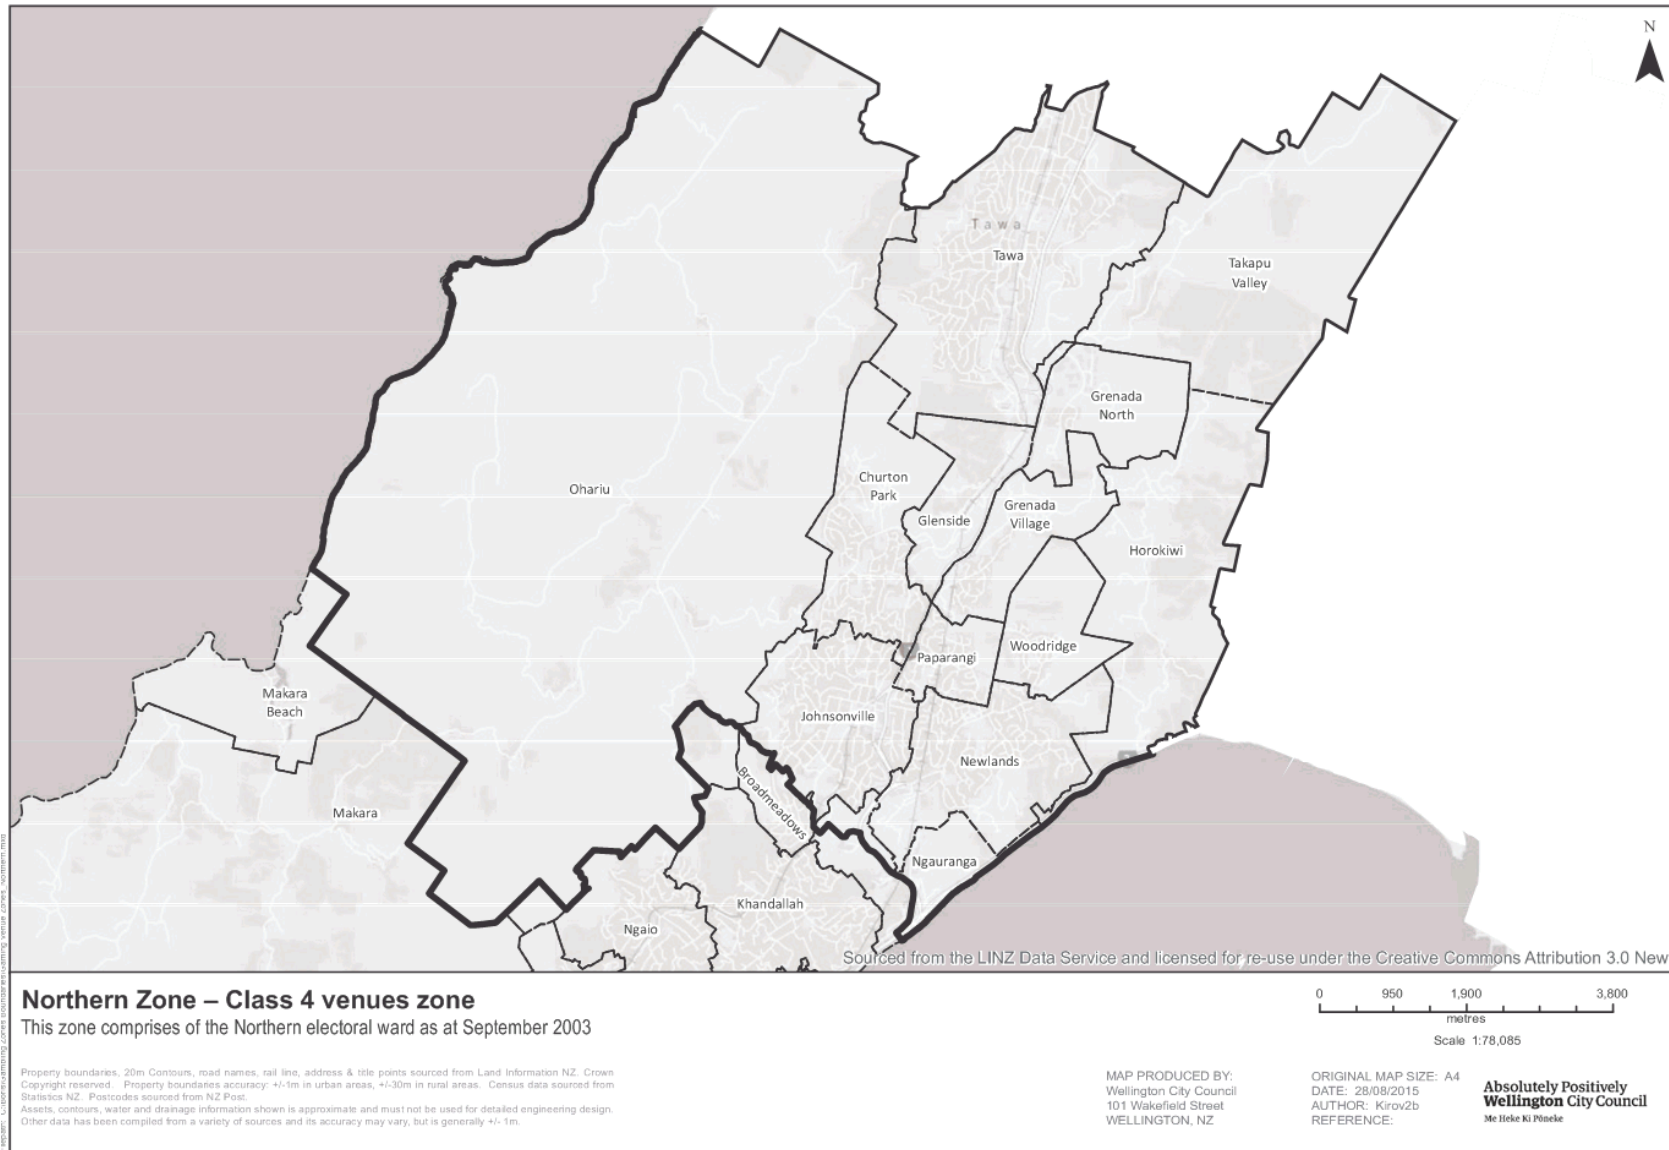 N
Tawa
Tawa
Takapu
Valley
Grenada
North
Churton
Park
Ohariu
Glenside
Grenada
Village
Horokiwi
Woodridge
Paparangi
Makara
Beach
Johnsonville
Newlands
Broadmeadows
Makara
Ngauranga
Khandallah
Ngaio
Sourced from the LINZ Data Service and licensed for re-use under the Creative Commons Attribution 3.0 New
Northern Zone – Class 4 venues zone
This zone comprises of the Northern electoral ward as at September 2003
Property boundaries, 20m Contours, road names, rail line, address & title points sourced from Land Information NZ. Crown
Copyright reserved. Property boundaries accuracy: +/-1m in urban areas, +/-30m in rural areas. Census data sourced from
Statistics NZ. Postcodes sourced from NZ Post.
Assets, contours, water and drainage information shown is approximate and must not be used for detailed engineering design.
Other data has been compiled from a variety of sources and its accuracy may vary, but is generally +/- 1m.
0 950 1,900 3,800
metres
Scale 1:78,085
MAP PRODUCED BY:
Wellington City Council
101 Wakefield Street
WELLINGTON, NZ
ORIGINAL MAP SIZE: A4
DATE: 28/08/2015
AUTHOR: Kirov2b
REFERENCE:
Absolutely Positively
Wellington City Council
Me Heke Ki Pōneke